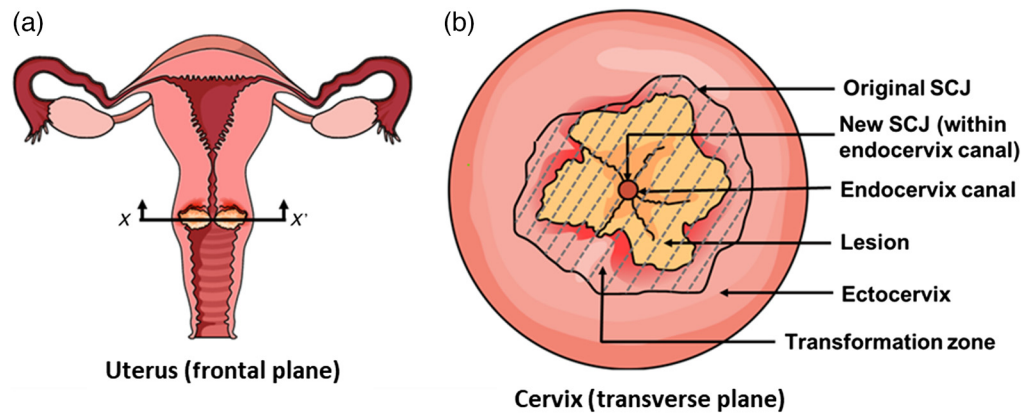 (a)
X
X'
Uterus (frontal plane)
(b)
Original SCJ
New SCJ (within
endocervix canal)
Endocervix canal
Lesion
Ectocervix
Transformation zone
Cervix (transverse plane)